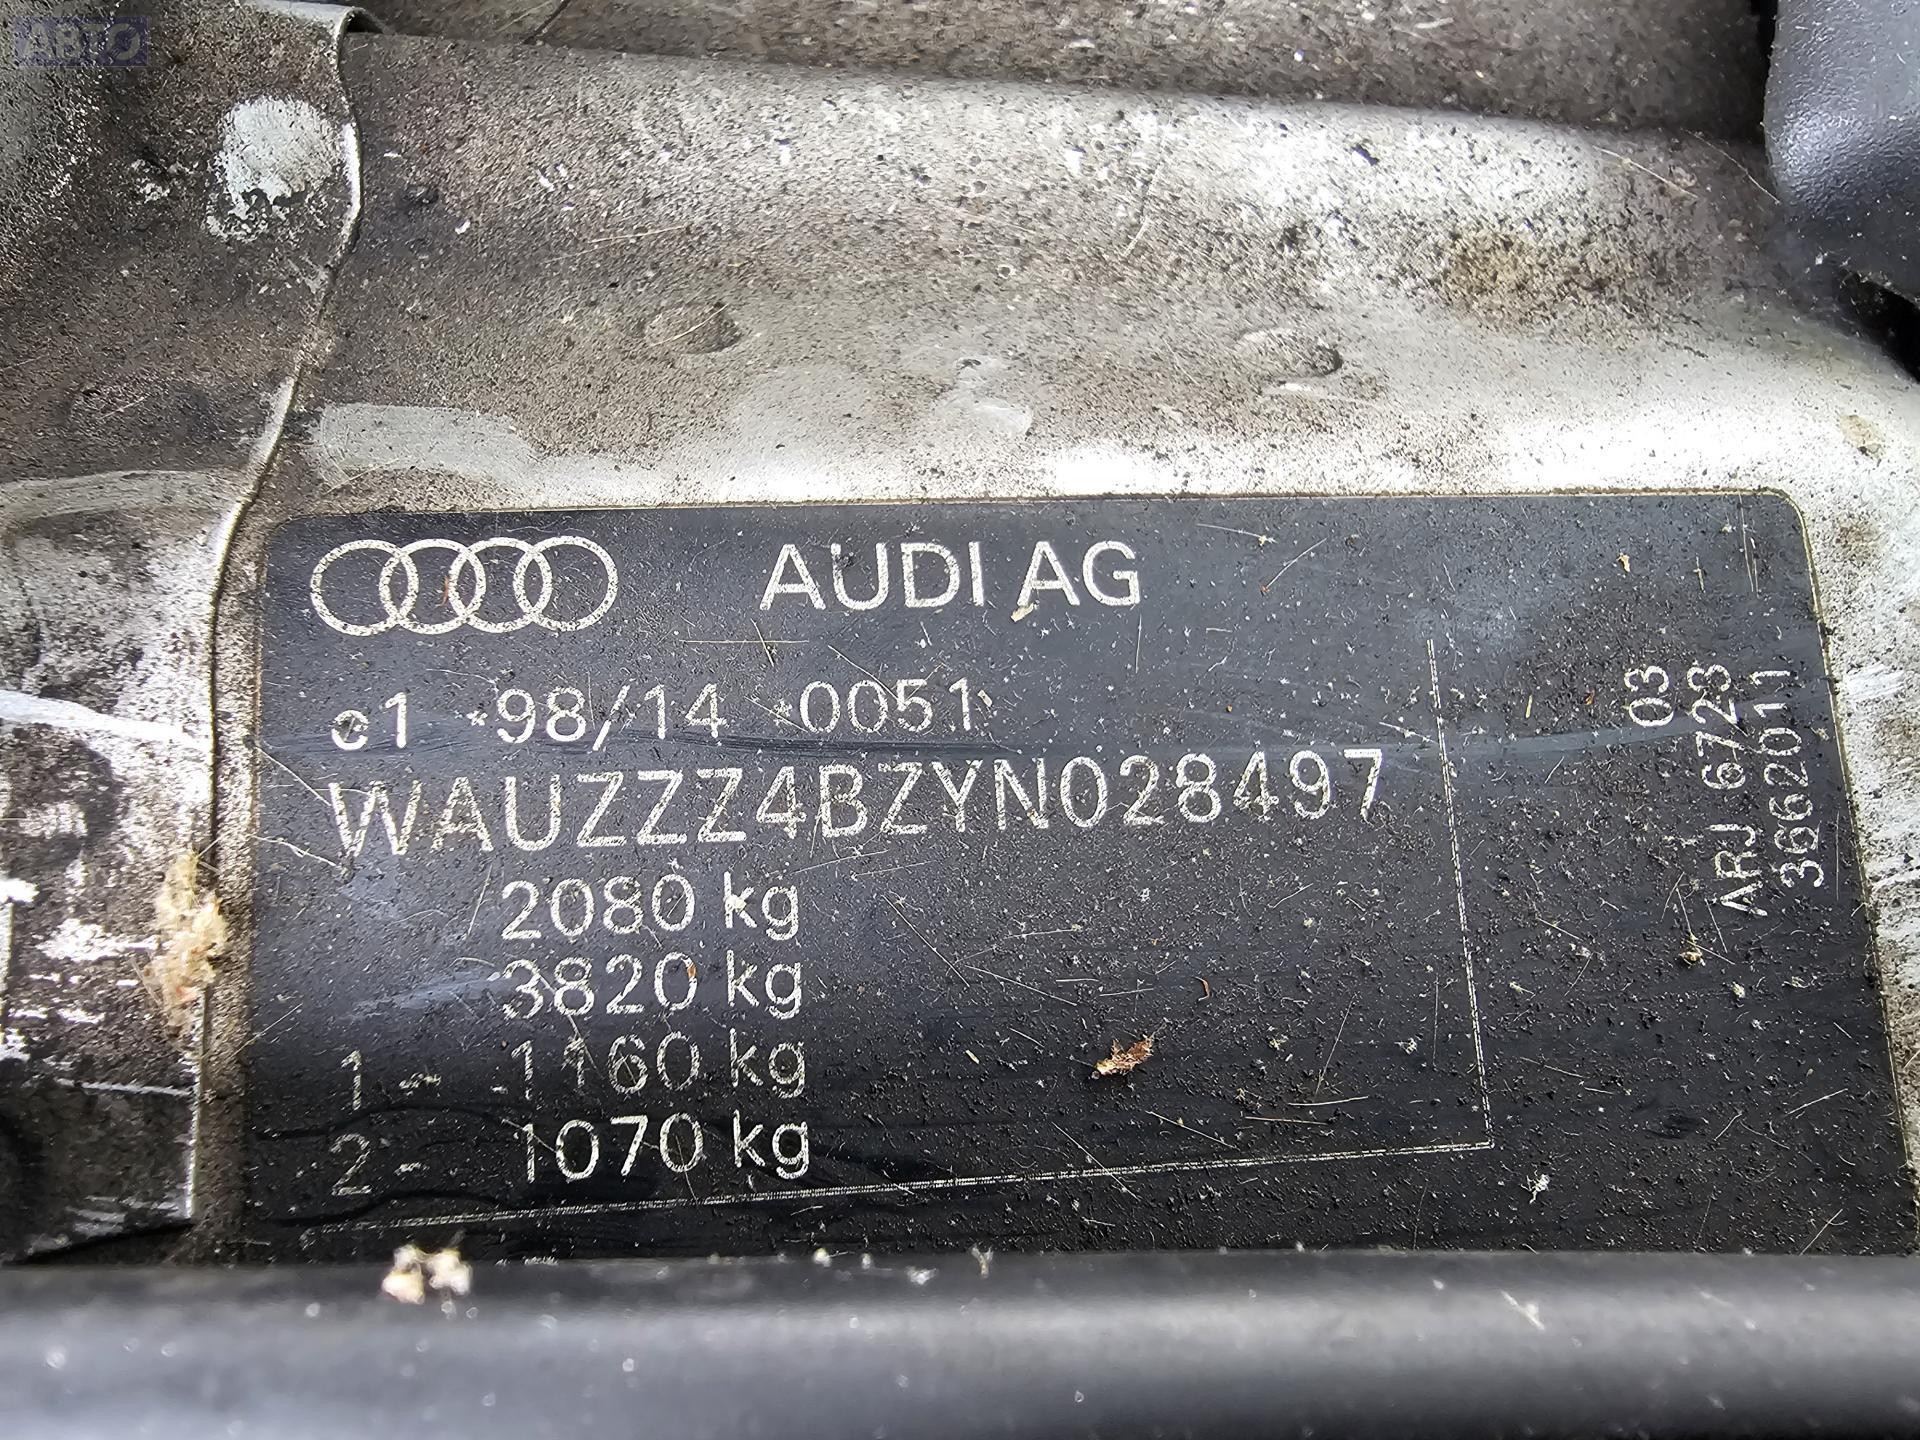 АВТО
AUDI AG
e1 *98/14 *0051*
WAUZZZ4BZYN028497
2080 kg
3820 kg
1 - 1160 kg
2 - 1070 kg
03
ARJ 6723
3662011